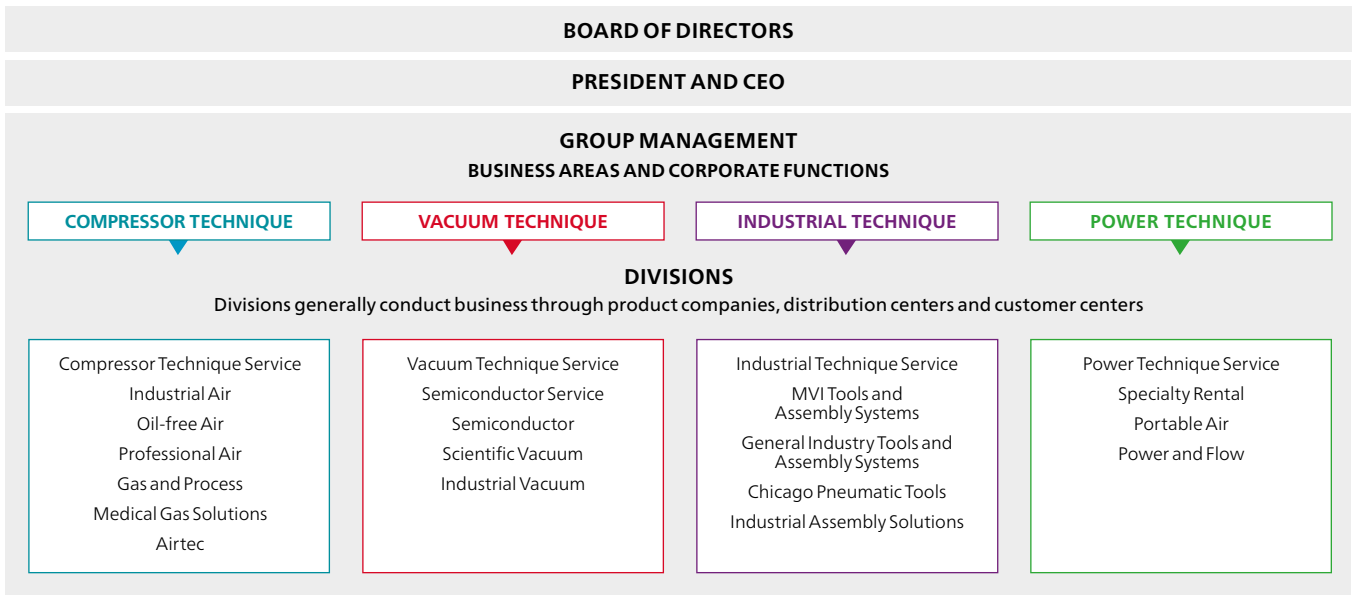 BOARD OF DIRECTORS
PRESIDENT AND CEO
GROUP MANAGEMENT
BUSINESS AREAS AND CORPORATE FUNCTIONS
COMPRESSOR TECHNIQUE
VACUUM TECHNIQUE
INDUSTRIAL TECHNIQUE
POWER TECHNIQUE
DIVISIONS
Divisions generally conduct business through product companies, distribution centers and customer centers
Compressor Technique Service
Industrial Air
Oil-free Air
Professional Air
Gas and Process
Medical Gas Solutions
Airtec
Vacuum Technique Service
Semiconductor Service
Semiconductor
Scientific Vacuum
Industrial Vacuum
Industrial Technique Service
MVI Tools and
Assembly Systems
General Industry Tools and
Assembly Systems
Chicago Pneumatic Tools
Industrial Assembly Solutions
Power Technique Service
Specialty Rental
Portable Air
Power and Flow